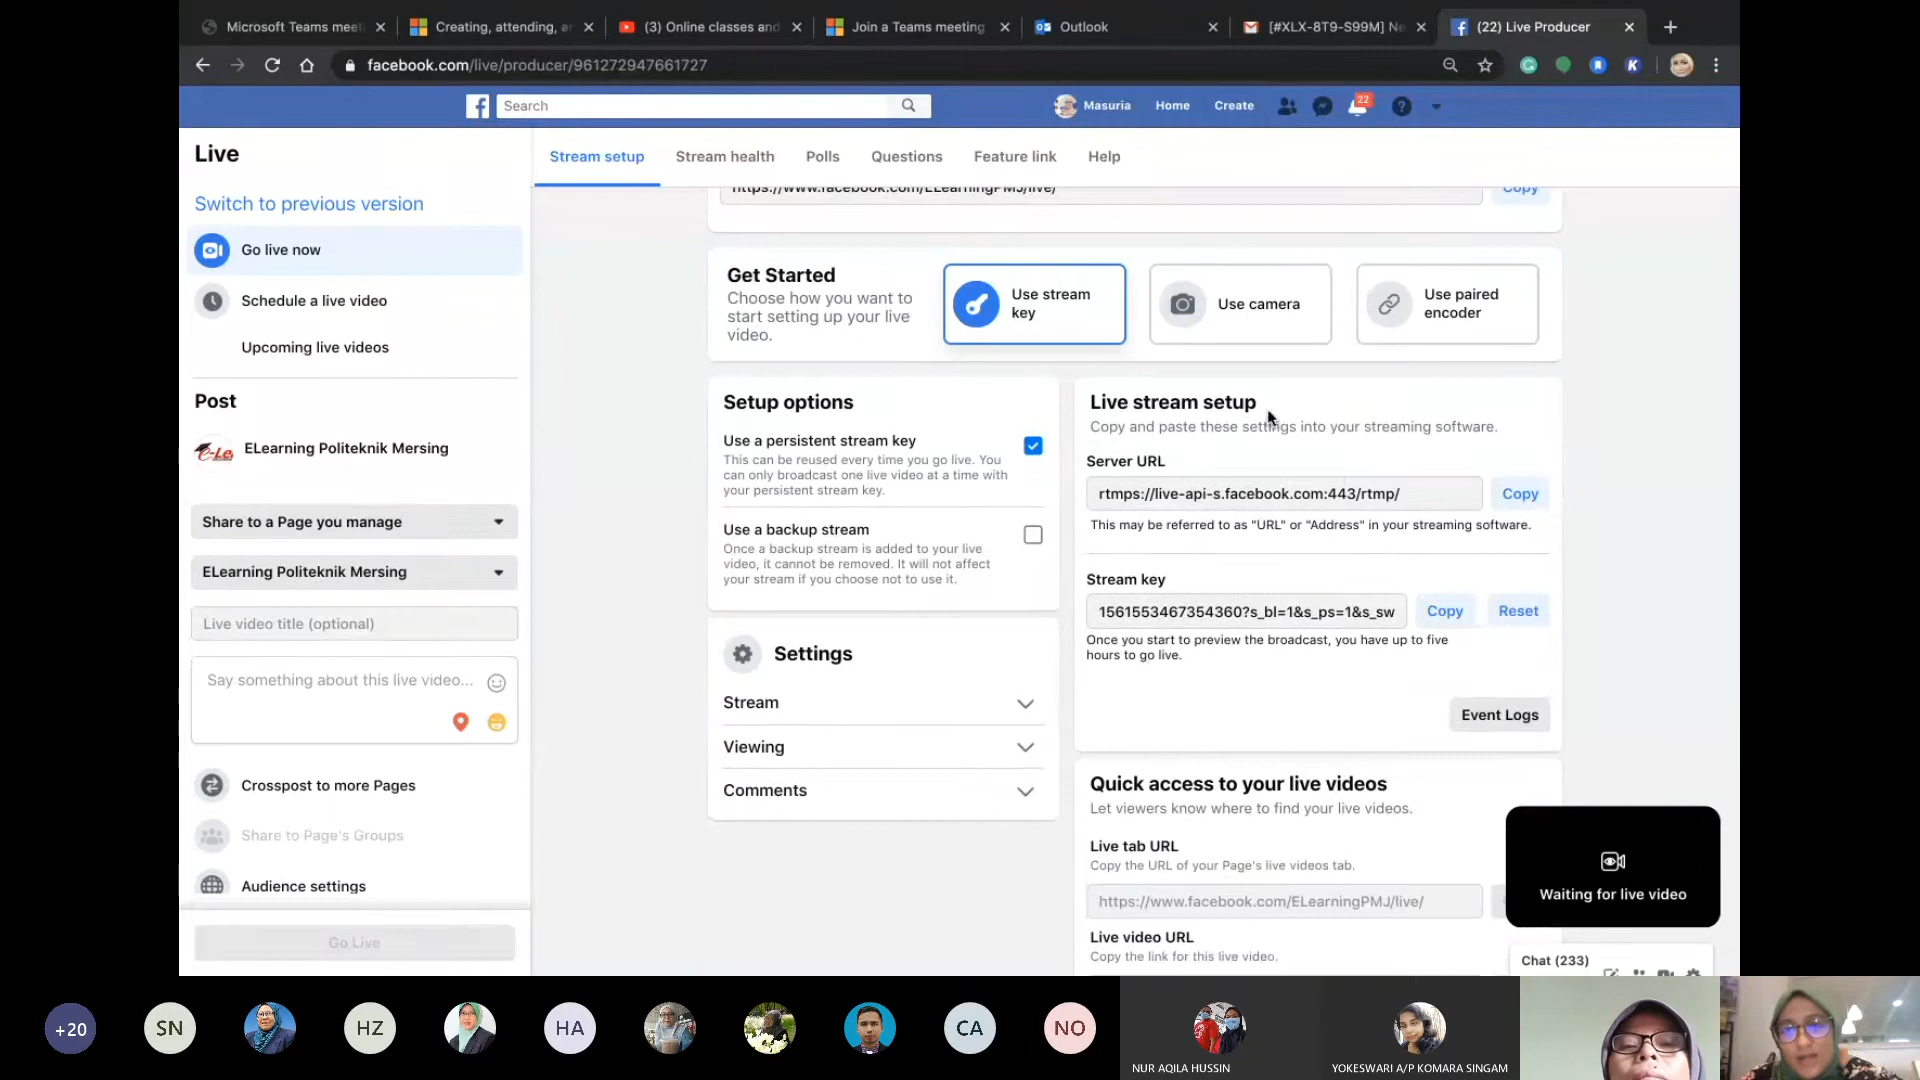 Microsoft Teams meet
Creating, attending, ar
(3) Online classes and
Join a Teams meeting
Outlook
[#XLX-8T9-S99M] Ne
(22) Live Producer
facebook.com/live/producer/961272947661727
Search
Masuria
Home
Create
22
Live
Stream setup
Stream health
Polls
Questions
Feature link
Help
Switch to previous version
https://www.facebook.com/ELearningPMJ/live/
Copy
Go live now
Schedule a live video
Upcoming live videos
Get Started
Choose how you want to
start setting up your live
video.
Use stream
key
Use camera
Use paired
encoder
Post
e-Le
ELearning Politeknik Mersing
Share to a Page you manage
ELearning Politeknik Mersing
Live video title (optional)
Say something about this live video...
Crosspost to more Pages
Share to Page's Groups
Audience settings
Go Live
Setup options
Use a persistent stream key
This can be reused every time you go live. You
can only broadcast one live video at a time with
your persistent stream key.
Use a backup stream
Once a backup stream is added to your live
video, it cannot be removed. It will not affect
your stream if you choose not to use it.
Settings
Stream
Viewing
Comments
Live stream setup
Copy and paste these settings into your streaming software.
Server URL
rtmps://live-api-s.facebook.com:443/rtmp/
Copy
This may be referred to as "URL" or "Address" in your streaming software.
Stream key
1561553467354360?s_bl=1&s_ps=1&s_sw
Copy
Reset
Once you start to preview the broadcast, you have up to five
hours to go live.
Event Logs
Quick access to your live videos
Let viewers know where to find your live videos.
Live tab URL
Copy the URL of your Page's live videos tab.
https://www.facebook.com/ELearningPMJ/live/
Live video URL
Copy the link for this live video.
Waiting for live video
Chat (233)
+20
SN
HZ
HA
CA
NO
NUR AQILA HUSSIN
YOKESWARI A/P KOMARA SINGAM